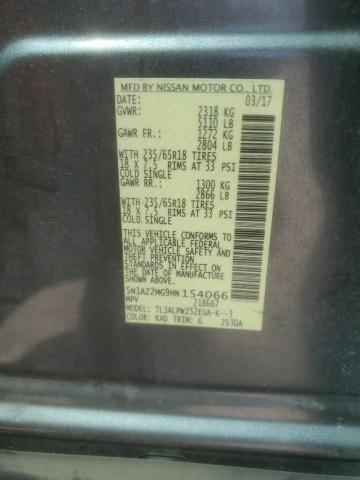 MFD BY NISSAN MOTOR CO., LTD.
DATE: 03/17
GVWR: 2318 KG
5110 LB
GAWR FR.: 1272 KG
2804 LB
WITH 235/65R18 TIRES
18 X 7.5 RIMS AT 33 PSI
COLD SINGLE
GAWR RR.: 1300 KG
2866 LB
WITH 235/65R18 TIRES
18 X 7.5 RIMS AT 33 PSI
COLD SINGLE
THIS VEHICLE CONFORMS TO ALL
APPLICABLE FEDERAL
MOTOR VEHICLE SAFETY AND
THEFT PREVENTION
STANDARDS IN EFFECT ON THE
DATE OF MANUFACTURE
SHOWN ABOVE.
5N1AZ2MG9HN154066
MPV 218667
MODEL: TLJALPWZ52EUA-K--3
COLOR: KAD TRIM: G ZS30A